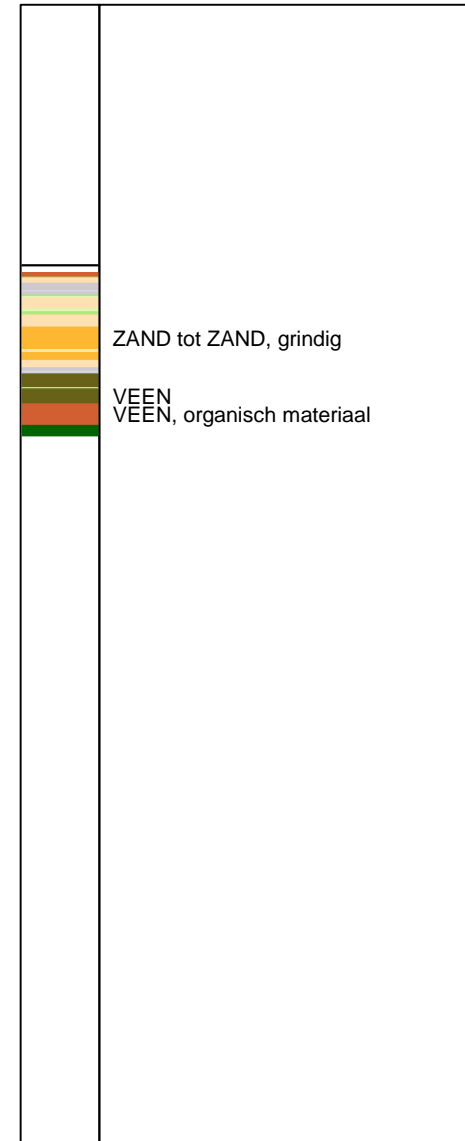 ZAND tot ZAND, grindig
VEEN
VEEN, organisch materiaal